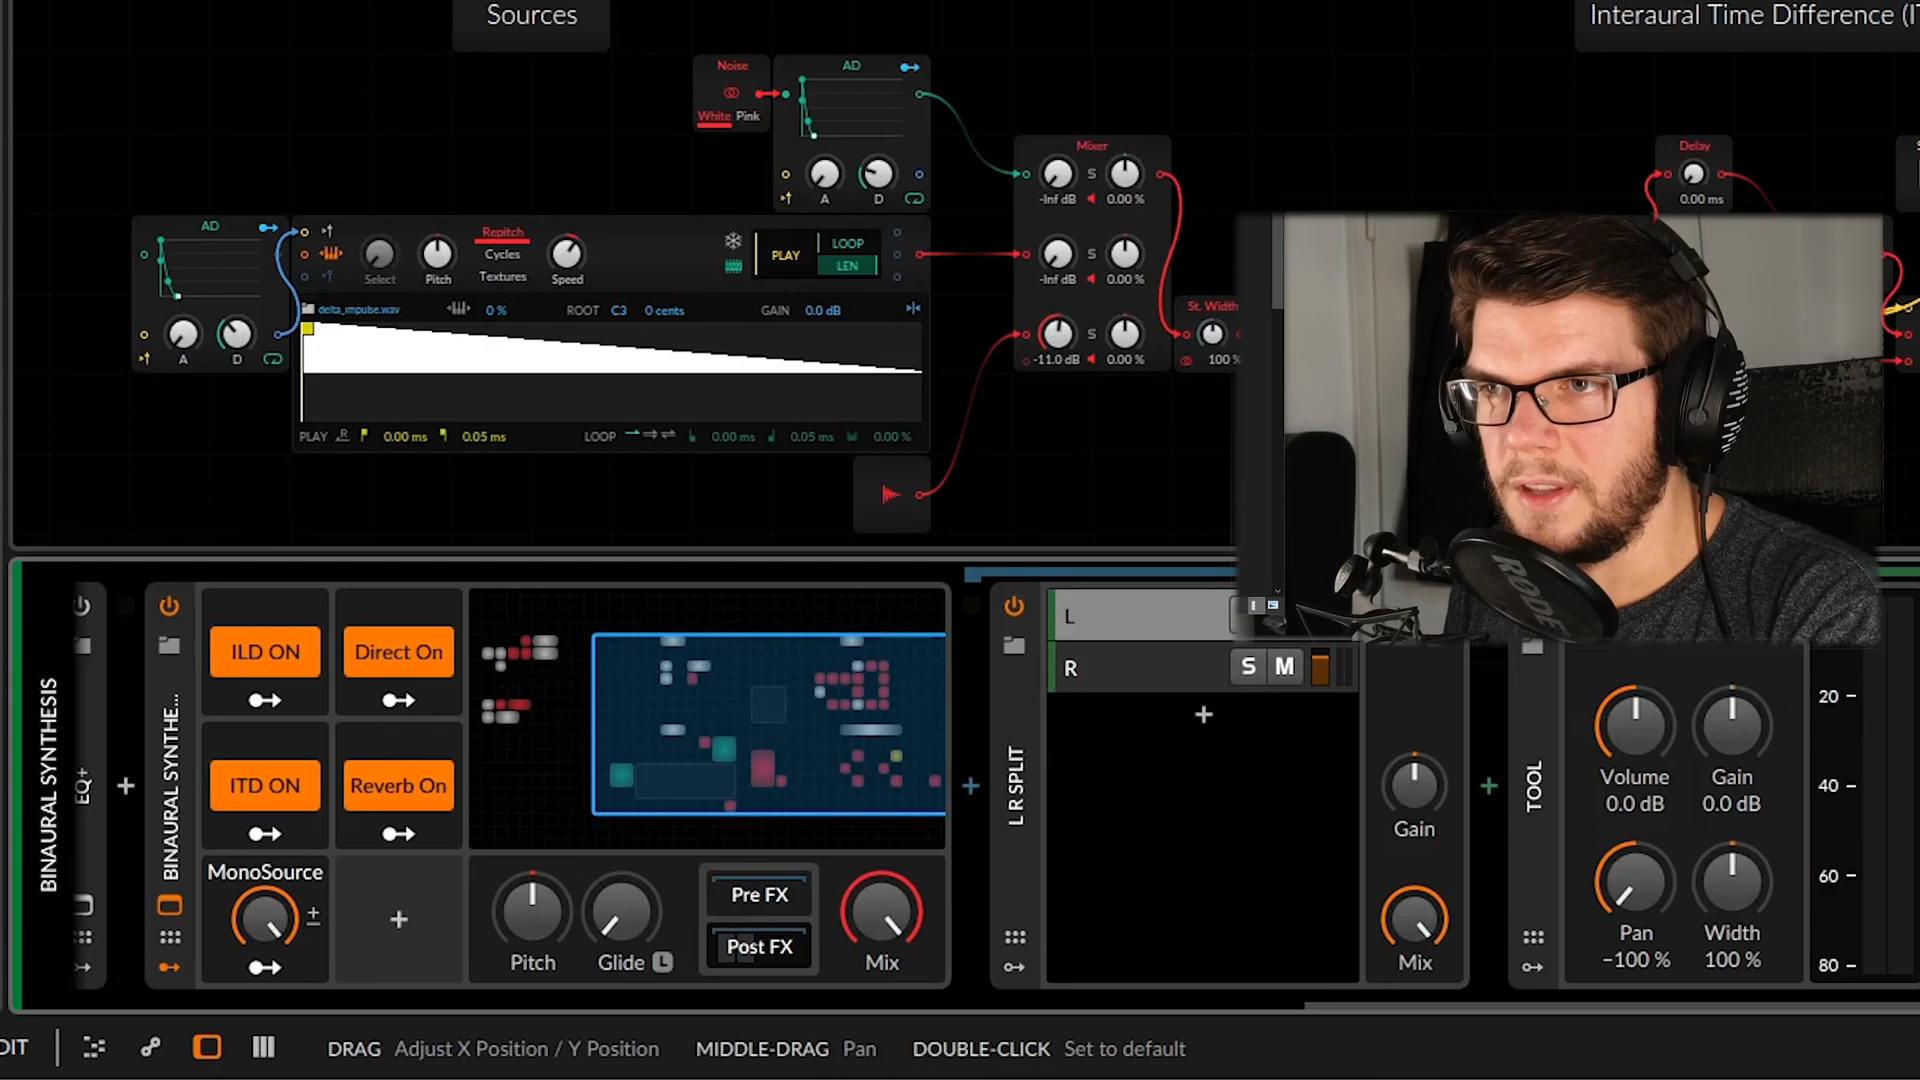 Sources
Interaural Time Difference (IT
Noise
White Pink
AD
A
D
Mixer
-Inf dB
S
0.00 %
-Inf dB
S
0.00 %
-11.0 dB
S
0.00 %
St. Width
100 %
Delay
0.00 ms
AD
A
D
Select
Pitch
Repitch
Cycles
Textures
Speed
PLAY
LOOP
LEN
delta_impulse.wav
0 %
ROOT C3 0 cents
GAIN 0.0 dB
PLAY 0.00 ms 0.05 ms
LOOP 0.00 ms 0.05 ms 0.00 %
RODE
BINAURAL SYNTHESIS
EQ+
+
BINAURAL SYNTHE...
ILD ON
Direct On
ITD ON
Reverb On
MonoSource
+
Pitch
Glide L
Pre FX
Post FX
Mix
+
L R SPLIT
L
R
S M
+
Gain
Mix
+
TOOL
Volume
0.0 dB
Gain
0.0 dB
Pan
-100 %
Width
100 %
20
40
60
80
DIT
DRAG Adjust X Position / Y Position
MIDDLE-DRAG Pan
DOUBLE-CLICK Set to default